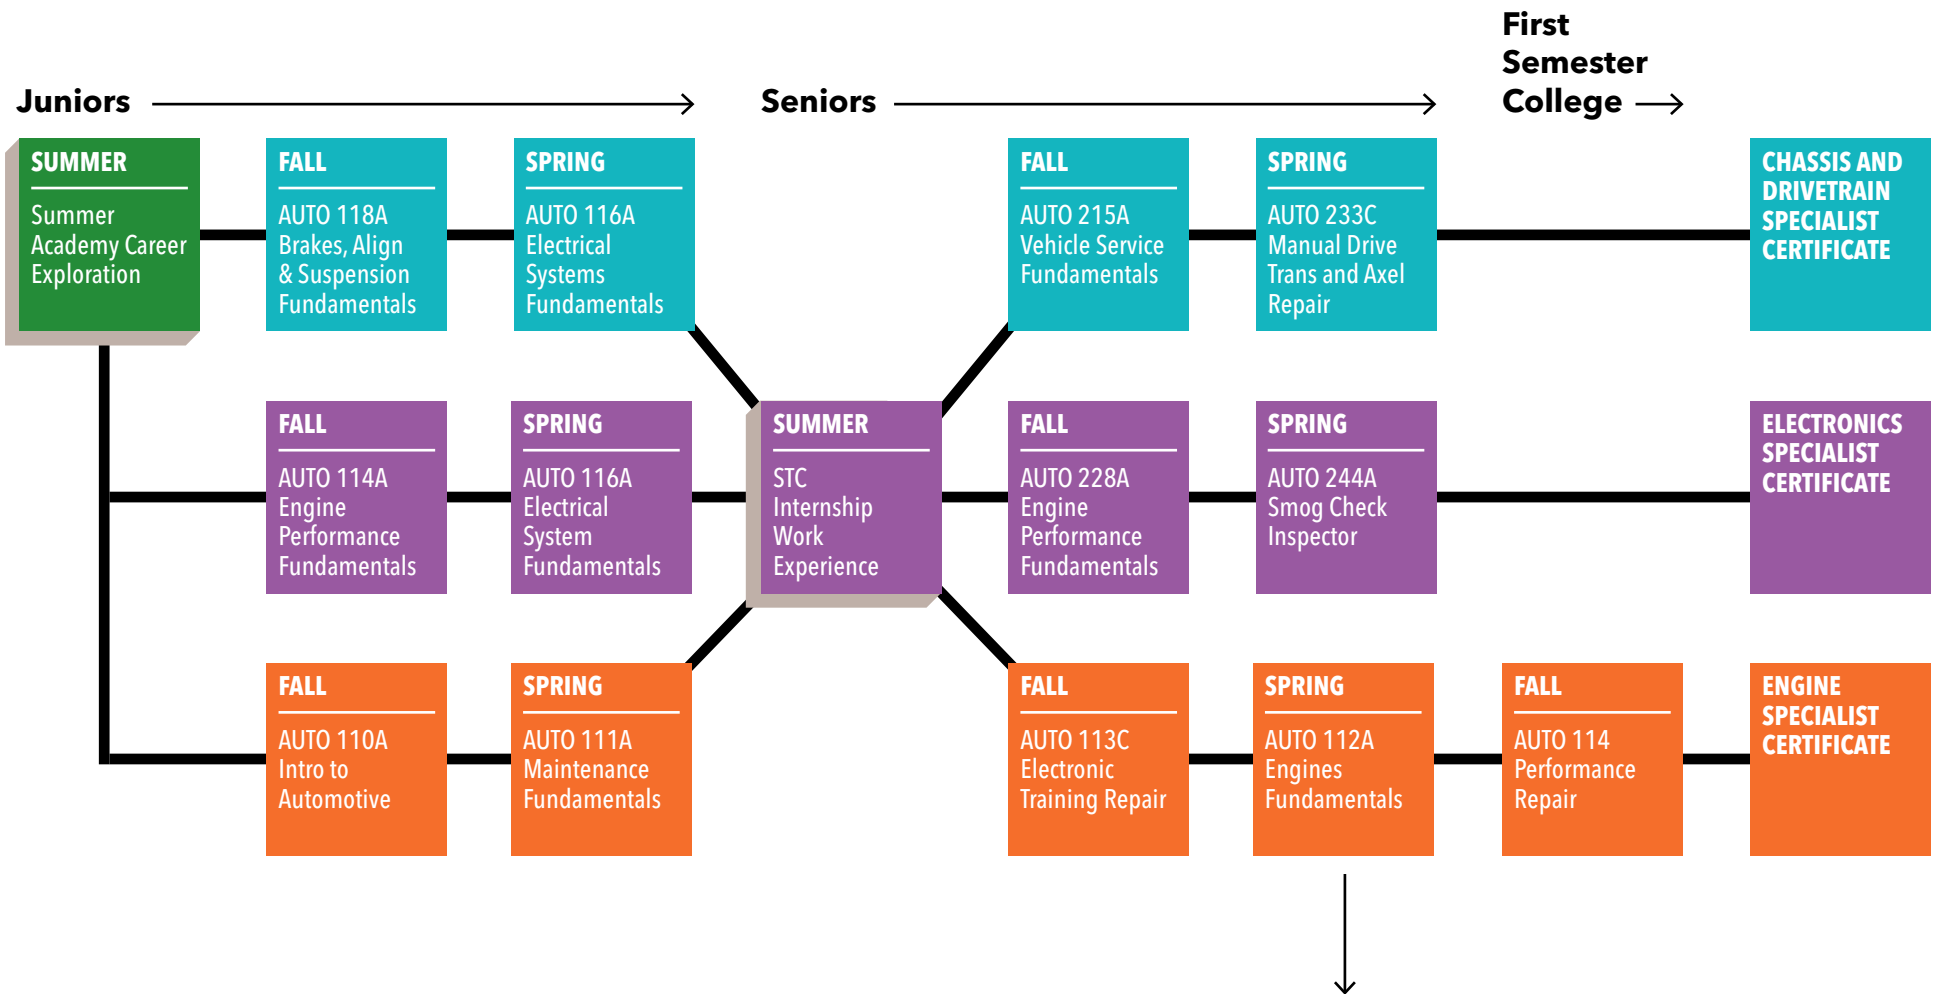 First
Semester
College
Juniors
Seniors
SUMMER
Summer
Academy Career
Exploration
FALL
AUTO 118A
Brakes, Align
& Suspension
Fundamentals
SPRING
AUTO 116A
Electrical
Systems
Fundamentals
FALL
AUTO 215A
Vehicle Service
Fundamentals
SPRING
AUTO 233C
Manual Drive
Trans and Axel
Repair
CHASSIS AND
DRIVETRAIN
SPECIALIST
CERTIFICATE
FALL
AUTO 114A
Engine
Performance
Fundamentals
SPRING
AUTO 116A
Electrical
System
Fundamentals
SUMMER
STC
Internship
Work
Experience
FALL
AUTO 228A
Engine
Performance
Fundamentals
SPRING
AUTO 244A
Smog Check
Inspector
ELECTRONICS
SPECIALIST
CERTIFICATE
FALL
AUTO 110A
Intro to
Automotive
SPRING
AUTO 111A
Maintenance
Fundamentals
FALL
AUTO 113C
Electronic
Training Repair
SPRING
AUTO 112A
Engines
Fundamentals
FALL
AUTO 114
Performance
Repair
ENGINE
SPECIALIST
CERTIFICATE